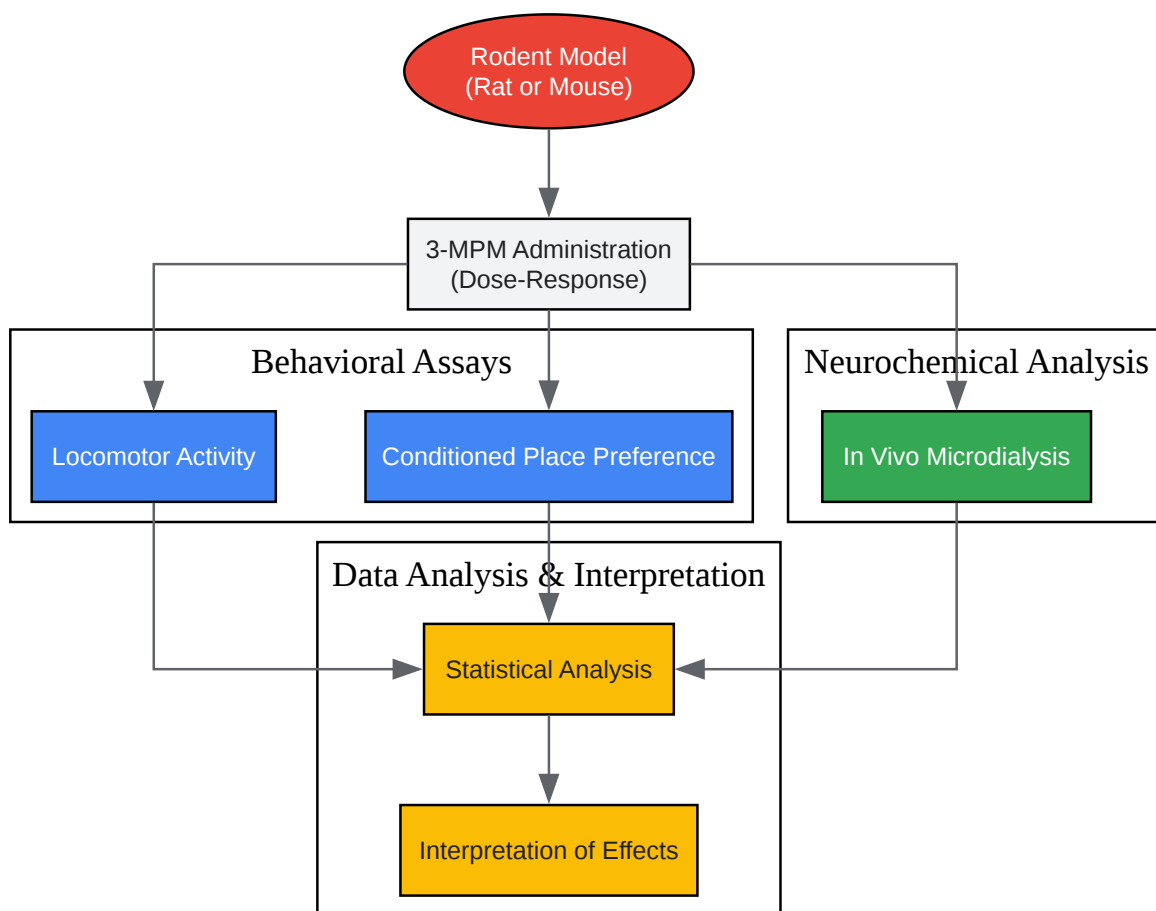 Rodent Model
(Rat or Mouse)
3-MPM Administration
(Dose-Response)
Behavioral Assays
Neurochemical Analysis
Locomotor Activity
Conditioned Place Preference
In Vivo Microdialysis
Data Analysis & Interpretation
Statistical Analysis
Interpretation of Effects